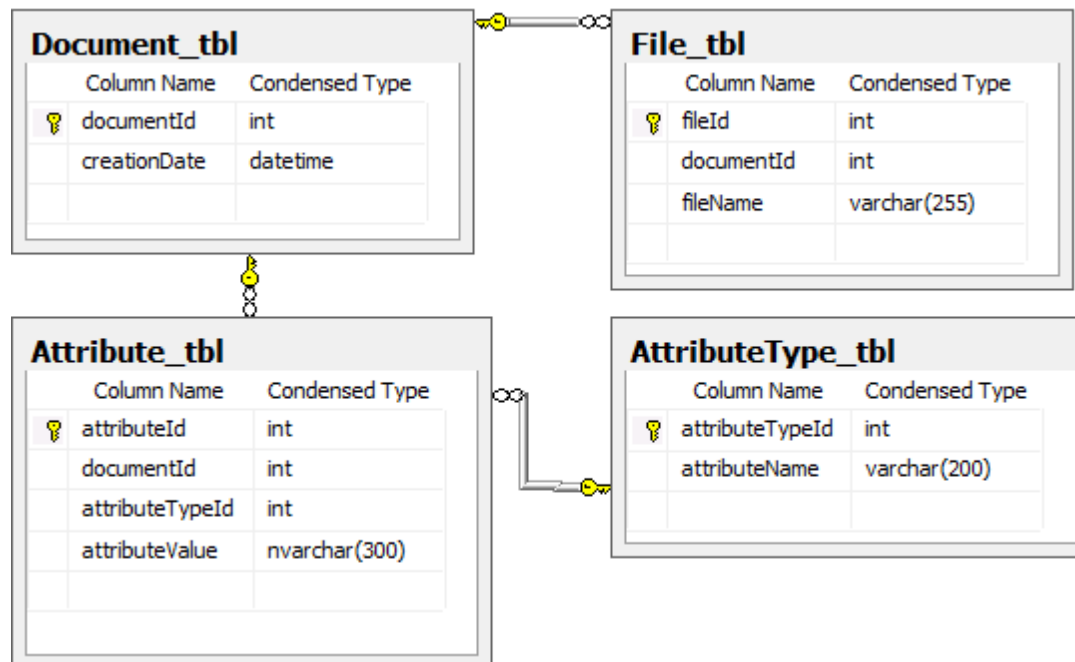 Document_tbl
Column Name Condensed Type
documentId int
creationDate datetime
File_tbl
Column Name Condensed Type
fileId int
documentId int
fileName varchar(255)
Attribute_tbl
Column Name Condensed Type
attributeId int
documentId int
attributeTypeId int
attributeValue nvarchar(300)
AttributeType_tbl
Column Name Condensed Type
attributeTypeId int
attributeName varchar(200)